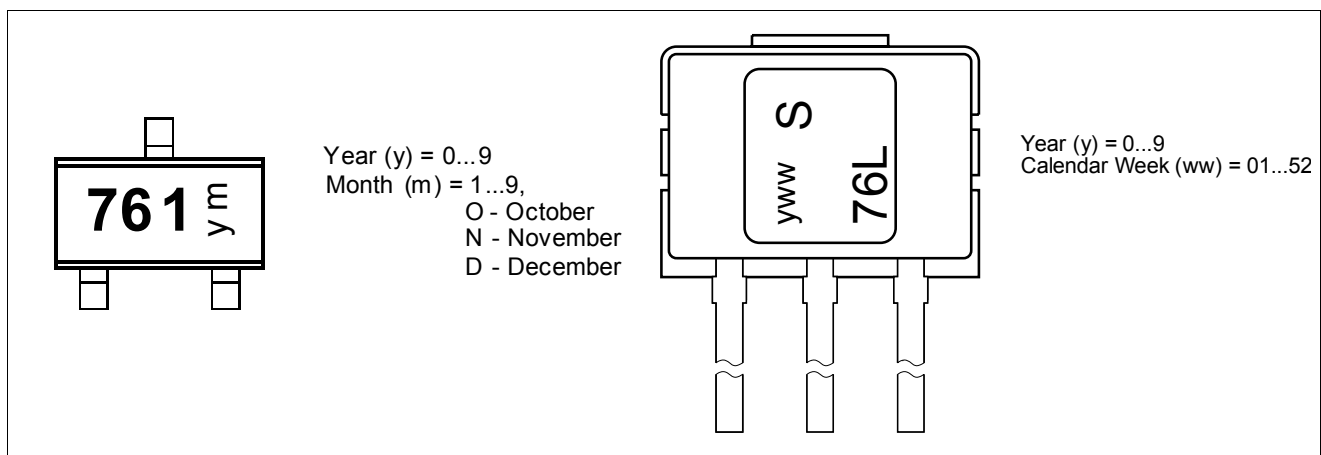 761
y m
Year (y) = 0...9
Month (m) = 1...9,
O - October
N - November
D - December
yww S
76L
Year (y) = 0...9
Calendar Week (ww) = 01...52